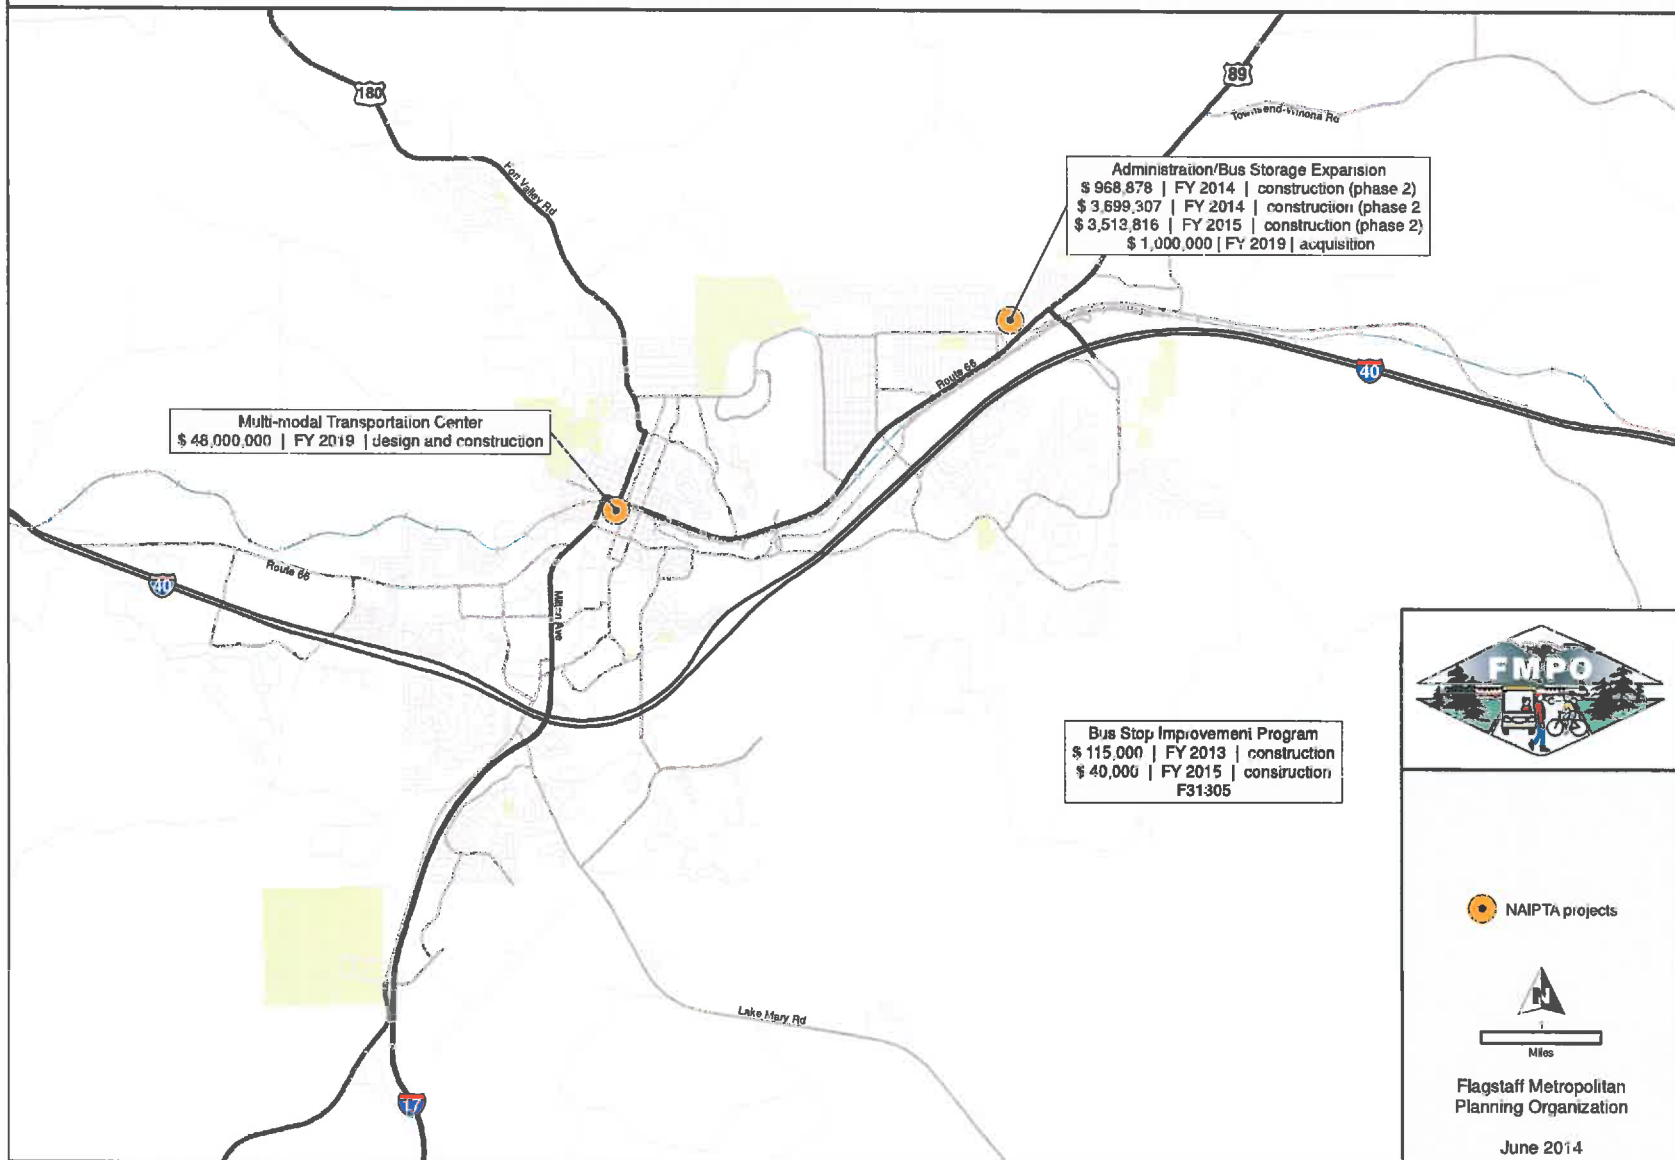 180
89
Townsend-Winona Rd
Fort Valley Rd
Administration/Bus Storage Expansion
$ 968,878 | FY 2014 | construction (phase 2)
$ 3,699,307 | FY 2014 | construction (phase 2
$ 3,513,816 | FY 2015 | construction (phase 2)
$ 1,000,000 | FY 2019 | acquisition
Route 66
40
Multi-modal Transportation Center
$ 48,000,000 | FY 2019 | design and construction
Route 66
40
Milton Ave
FMPO
Bus Stop Improvement Program
$ 115,000 | FY 2013 | construction
$ 40,000 | FY 2015 | construction
F31305
NAIPTA projects
N
1
Miles
Lake Mary Rd
17
Flagstaff Metropolitan
Planning Organization
June 2014